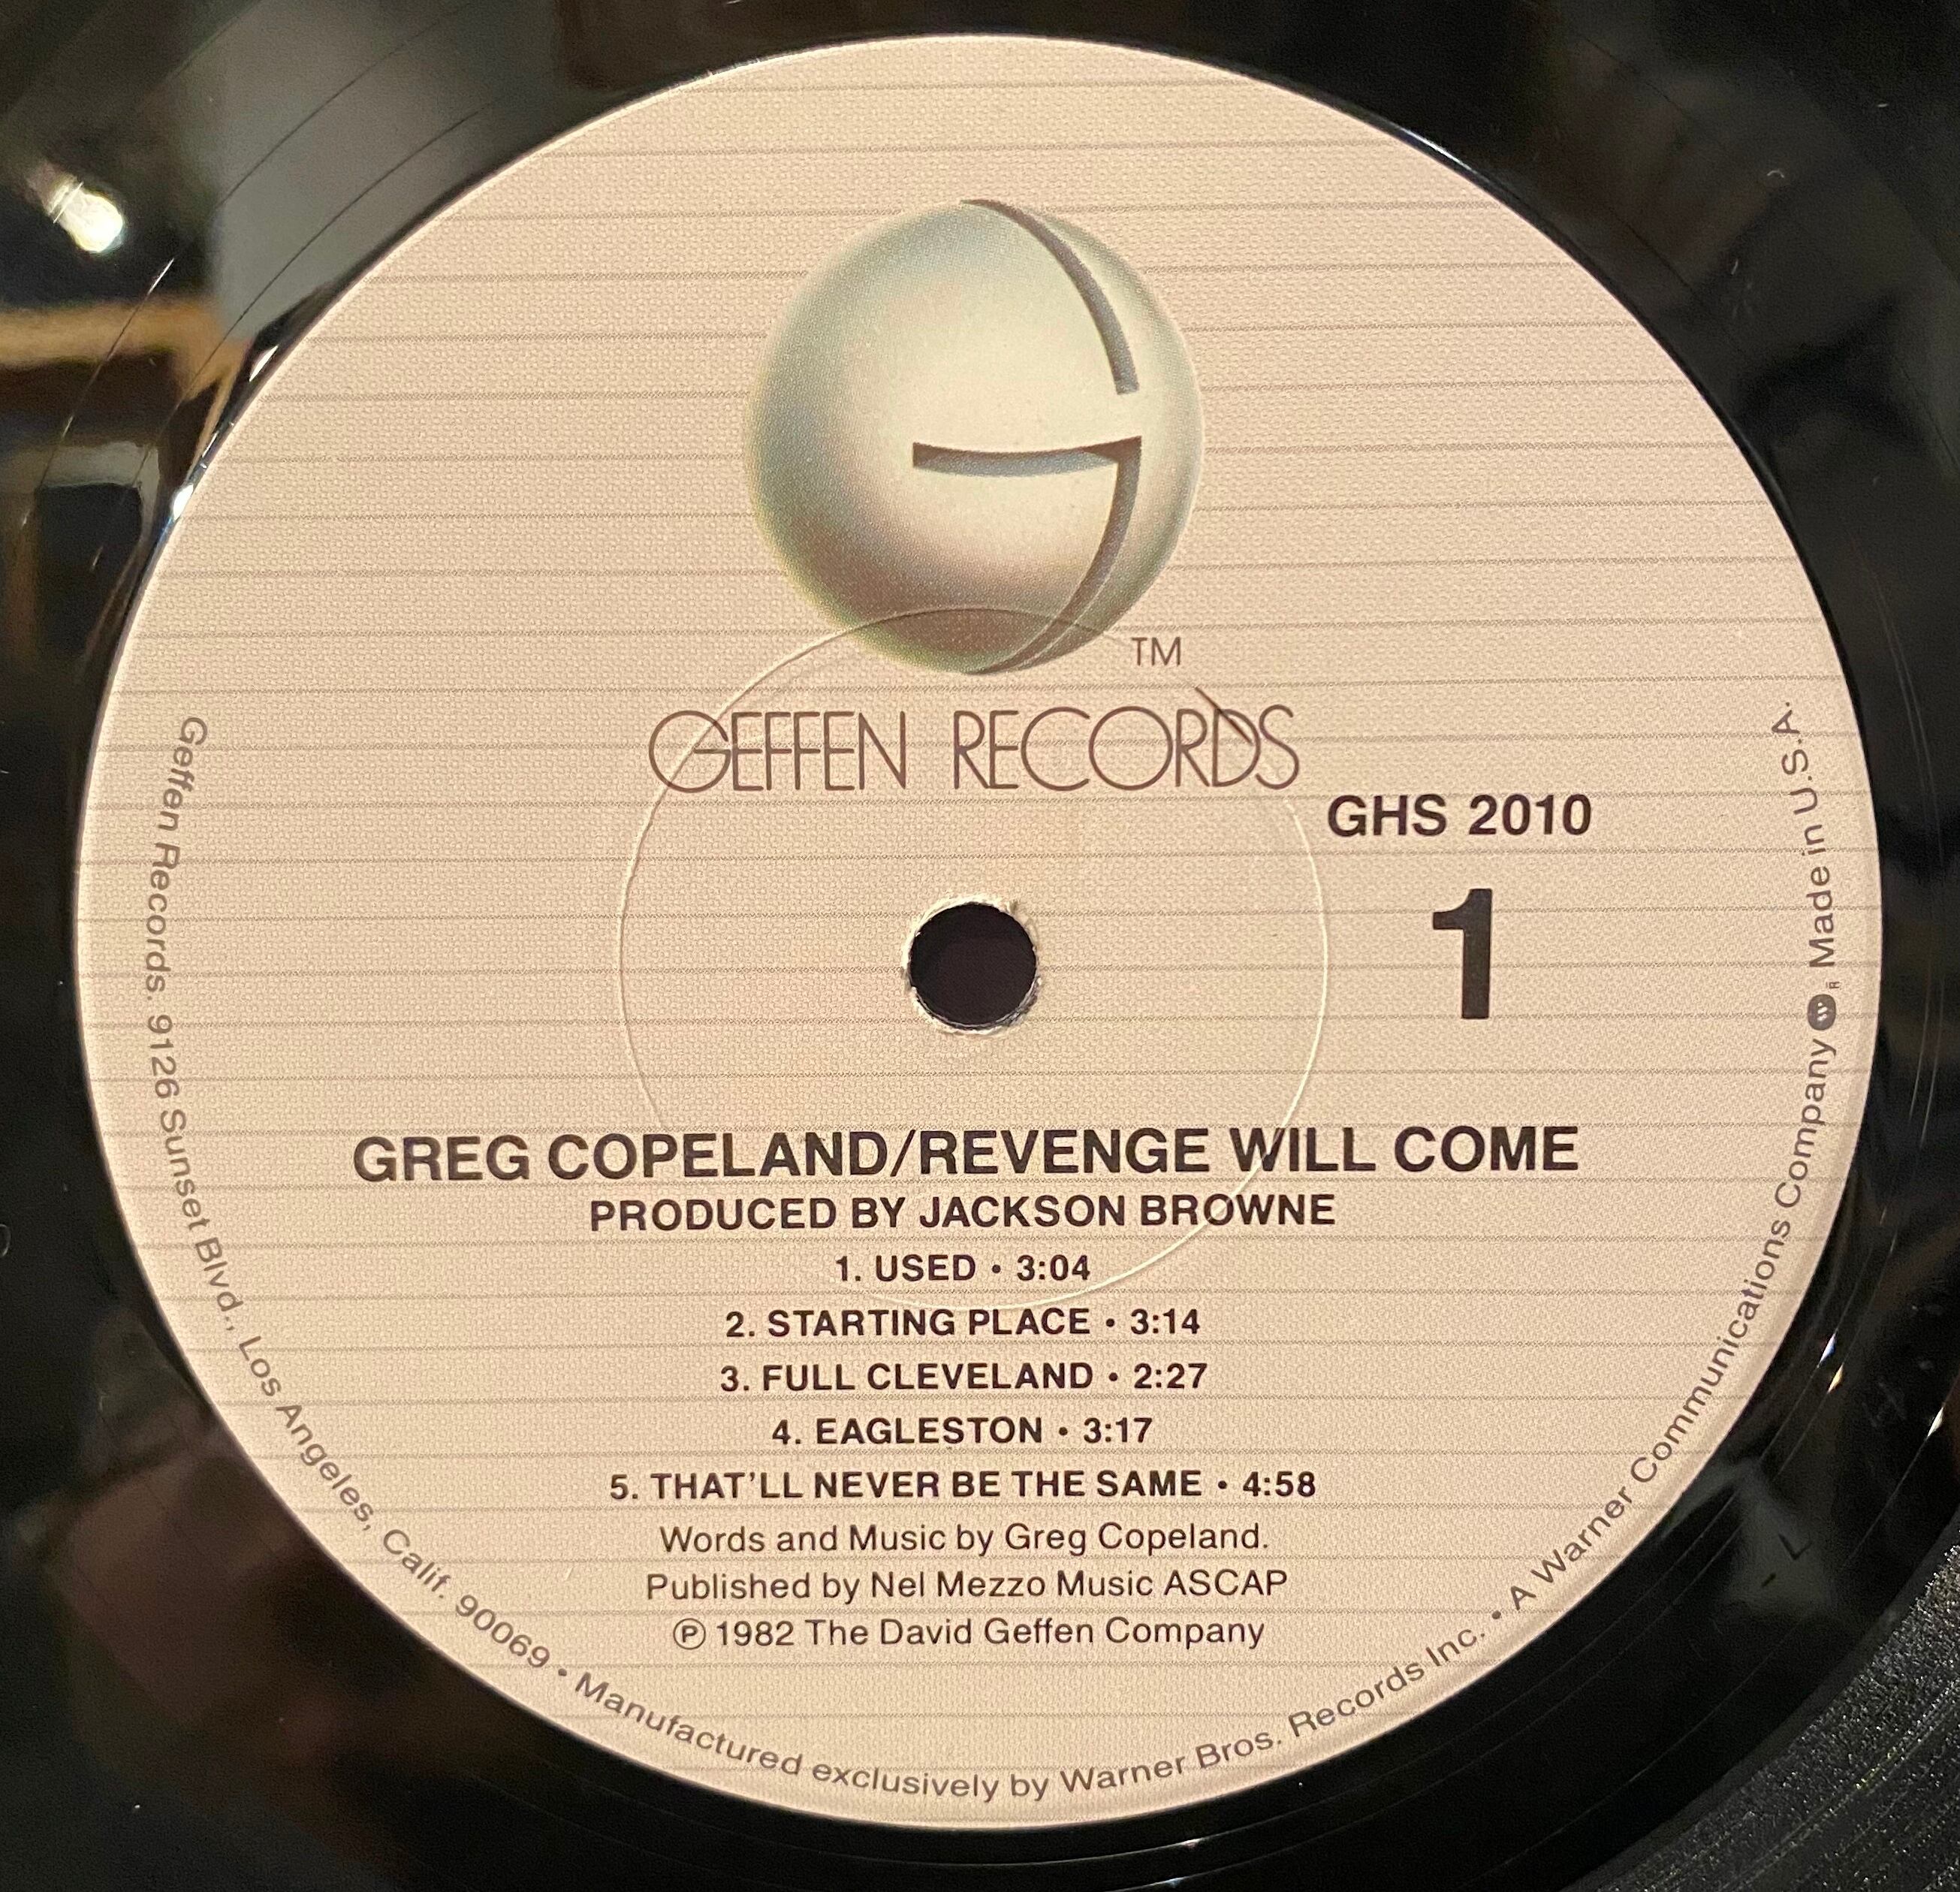 TM
GEFFEN RECORDS
GHS 2010
1
GREG COPELAND/REVENGE WILL COME
PRODUCED BY JACKSON BROWNE
1. USED • 3:04
2. STARTING PLACE • 3:14
3. FULL CLEVELAND • 2:27
4. EAGLESTON • 3:17
5. THAT'LL NEVER BE THE SAME • 4:58
Words and Music by Greg Copeland.
Published by Nel Mezzo Music ASCAP
℗ 1982 The David Geffen Company
Geffen Records. 9126 Sunset Blvd., Los Angeles, Calif. 90069 • Manufactured exclusively by Warner Bros. Records Inc. • A Warner Communications Company Ⓦ R Made in U.S.A.